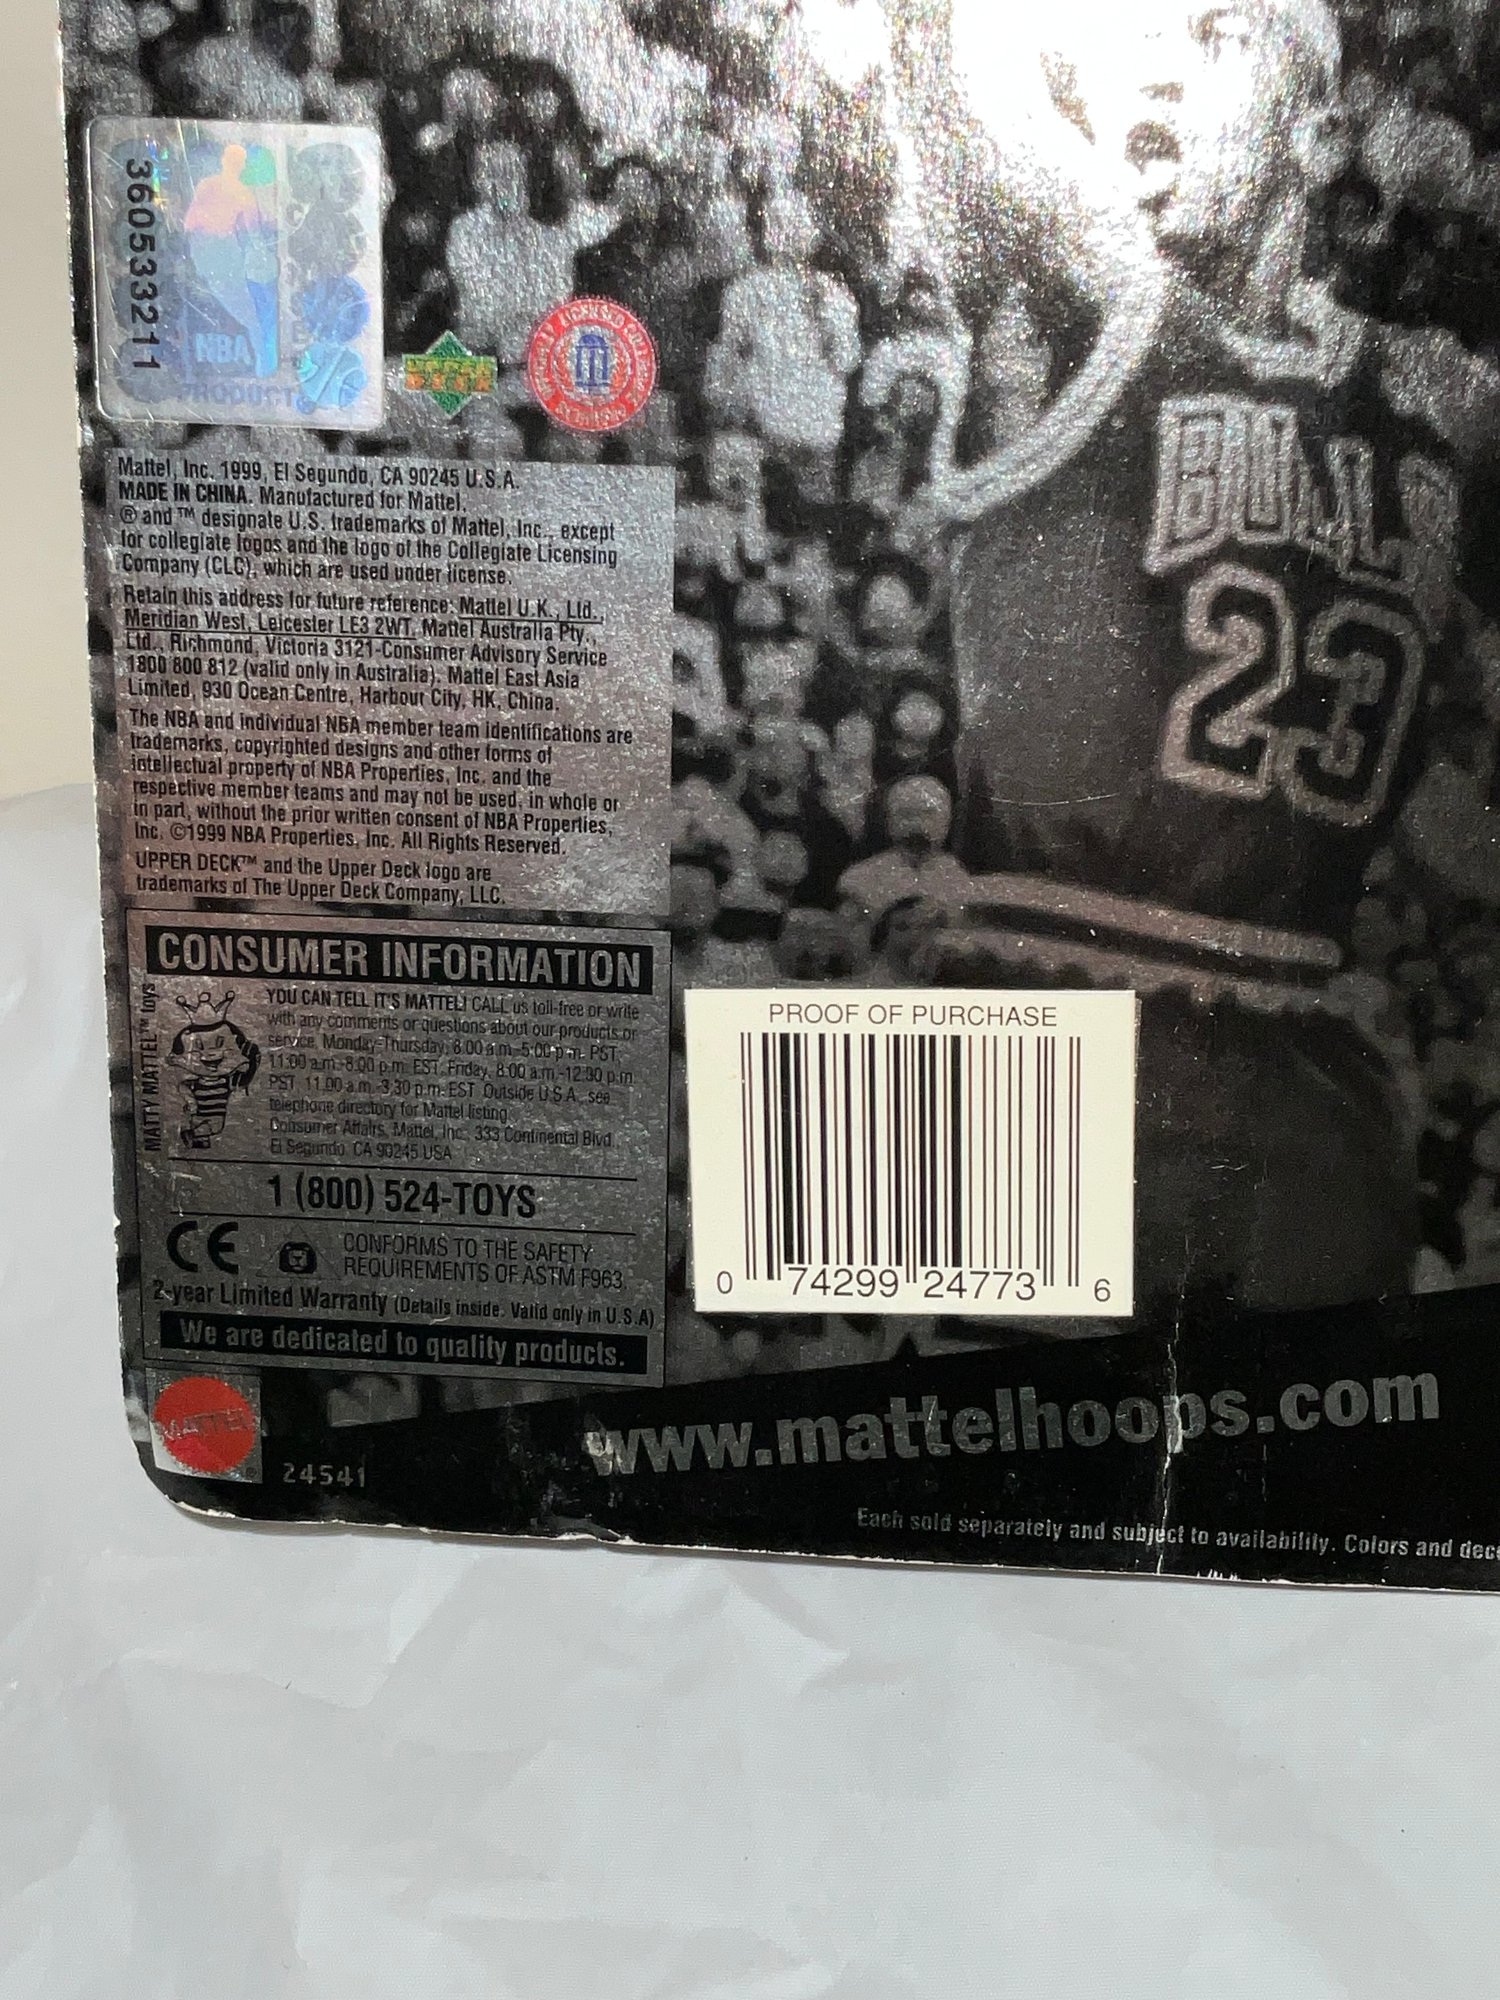 3605333211
NBA
PRODUCT
UPPER
BULLS
23
Mattel, Inc. 1999, El Segundo, CA 90245 U.S.A.
MADE IN CHINA. Manufactured for Mattel.
® and ™ designate U.S. trademarks of Mattel, Inc., except
for collegiate logos and the logo of the Collegiate Licensing
Company (CLC), which are used under license.
Retain this address for future reference: Mattel U.K., Ltd.,
Meridian West, Leicester LE3 2WT. Mattel Australia Pty.,
Ltd., Richmond, Victoria 3121-Consumer Advisory Service
1800 800 812 (valid only in Australia). Mattel East Asia
Limited, 930 Ocean Centre, Harbour City, HK, China.
The NBA and individual NBA member team identifications are
trademarks, copyrighted designs and other forms of
intellectual property of NBA Properties, Inc. and the
respective member teams and may not be used, in whole or
in part, without the prior written consent of NBA Properties,
Inc. ©1999 NBA Properties, Inc. All Rights Reserved.
UPPER DECK™ and the Upper Deck logo are
trademarks of The Upper Deck Company, LLC.
CONSUMER INFORMATION
MATTY MATTEL™ toys
YOU CAN TELL IT'S MATTEL! CALL us toll-free or write
with any comments or questions about our products or
service, Monday-Thursday, 8:00 a.m.-5:00 p.m. PST,
11:00 a.m.-8:00 p.m. EST, Friday, 8:00 a.m.-12:30 p.m.
PST, 11:00 a.m.-3:30 p.m. EST. Outside U.S.A., see
telephone directory for Mattel listing.
Consumer Affairs, Mattel, Inc., 333 Continental Blvd.,
El Segundo, CA 90245 USA
1 (800) 524-TOYS
CE
CONFORMS TO THE SAFETY
REQUIREMENTS OF ASTM F963.
2-year Limited Warranty (Details inside. Valid only in U.S.A)
We are dedicated to quality products.
PROOF OF PURCHASE
0 74299 24773 6
MATTEL
24541
www.mattelhoops.com
Each sold separately and subject to availability. Colors and deco